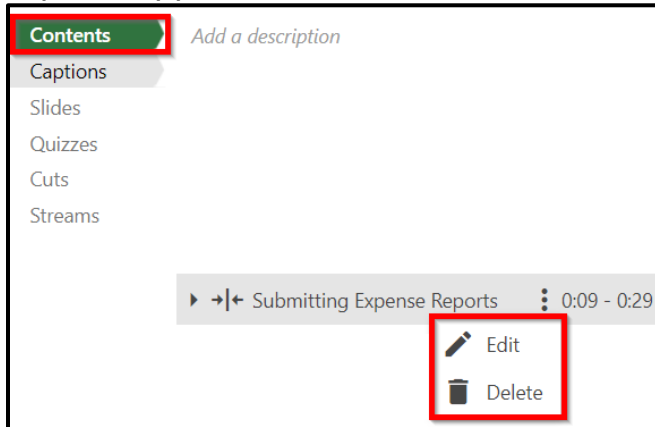 Contents
Add a description
Captions
Slides
Quizzes
Cuts
Streams
Submitting Expense Reports 0:09 - 0:29
Edit
Delete